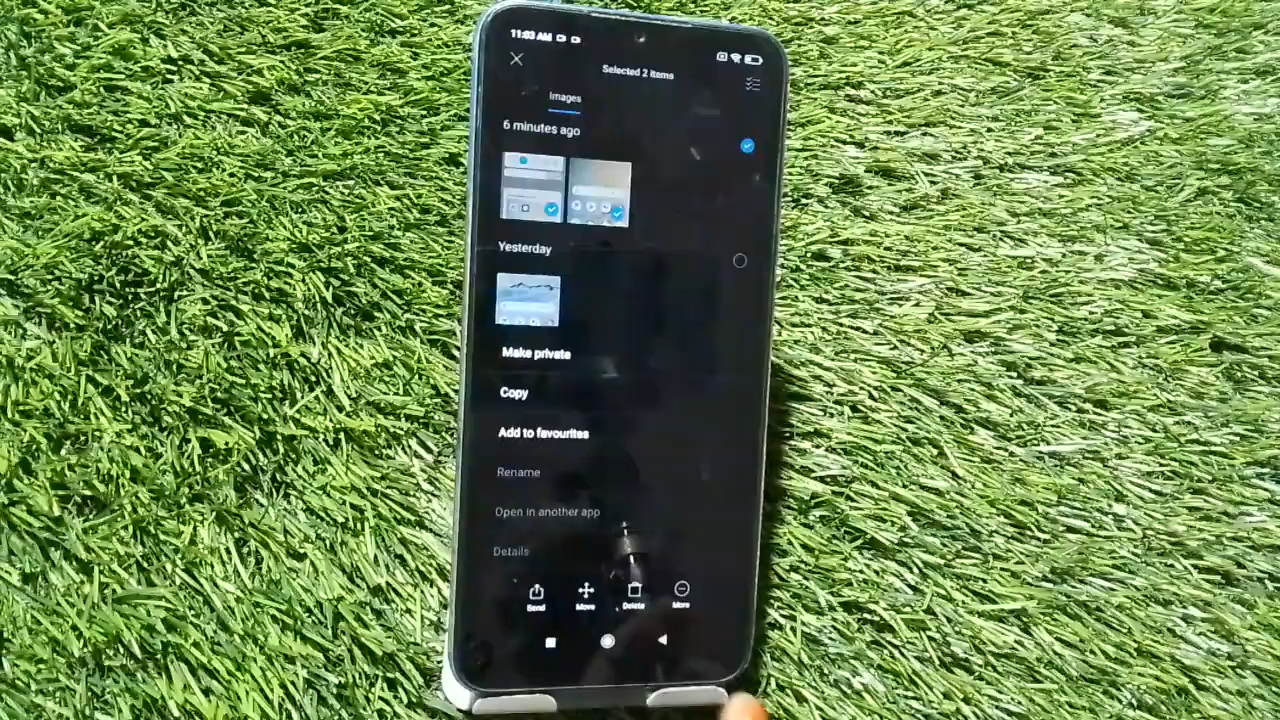 11:03 AM
Selected 2 items
Images
6 minutes ago
Yesterday
Make private
Copy
Add to favourites
Rename
Open in another app
Details
Send Move Delete More